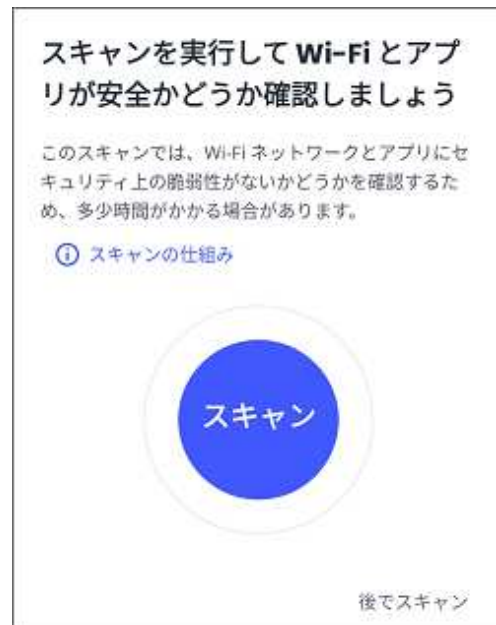 スキャンを実行して Wi-Fi とアプ
リが安全かどうか確認しましょう
このスキャンでは、Wi-Fi ネットワークとアプリにセ
キュリティ上の脆弱性がないかどうかを確認するた
め、多少時間がかかる場合があります。
スキャンの仕組み
スキャン
後でスキャン